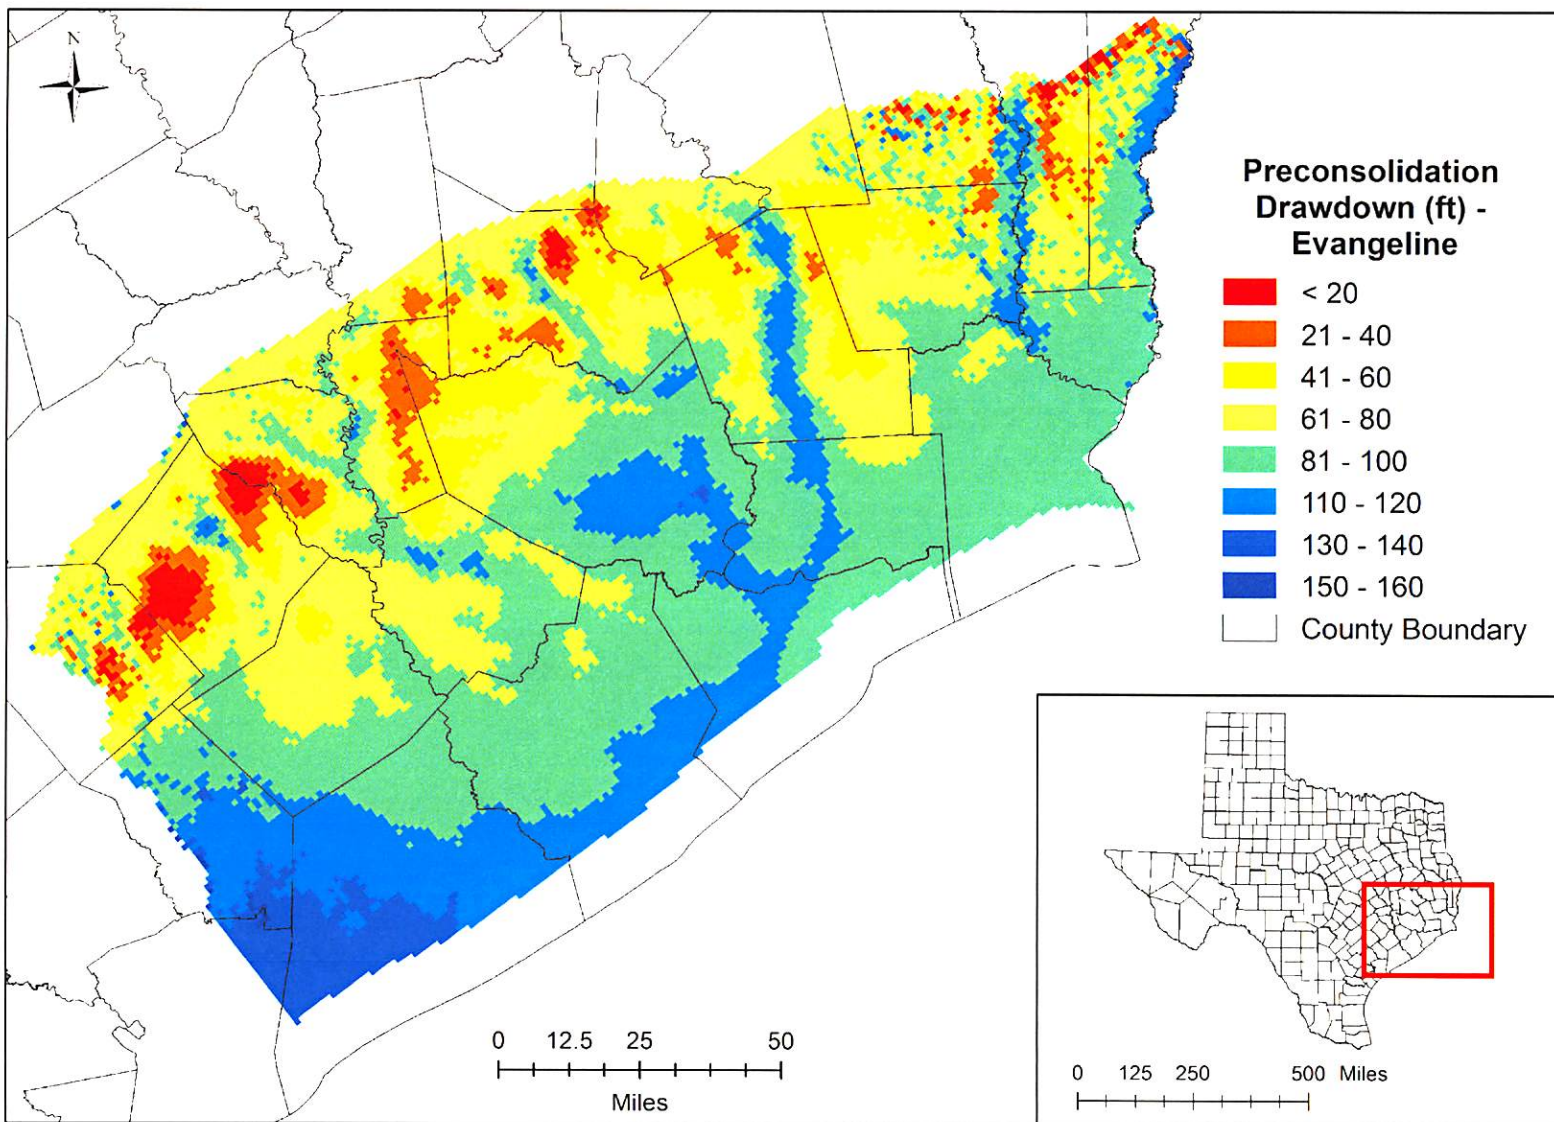 N
Preconsolidation
Drawdown (ft) -
Evangeline
< 20
21 - 40
41 - 60
61 - 80
81 - 100
110 - 120
130 - 140
150 - 160
County Boundary
0 12.5 25 50
Miles
0 125 250 500 Miles